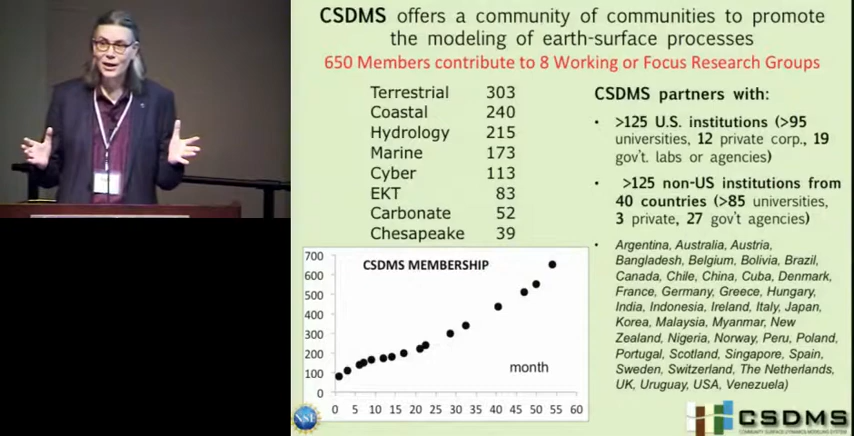 CSDMS offers a community of communities to promote
the modeling of earth-surface processes
650 Members contribute to 8 Working or Focus Research Groups
Terrestrial 303
Coastal 240
Hydrology 215
Marine 173
Cyber 113
EKT 83
Carbonate 52
Chesapeake 39
CSDMS partners with:
• >125 U.S. institutions (>95
universities, 12 private corp., 19
gov't. labs or agencies)
• >125 non-US institutions from
40 countries (>85 universities,
3 private, 27 gov't agencies)
• Argentina, Australia, Austria,
Bangladesh, Belgium, Bolivia, Brazil,
Canada, Chile, China, Cuba, Denmark,
France, Germany, Greece, Hungary,
India, Indonesia, Ireland, Italy, Japan,
Korea, Malaysia, Myanmar, New
Zealand, Nigeria, Norway, Peru, Poland,
Portugal, Scotland, Singapore, Spain,
Sweden, Switzerland, The Netherlands,
UK, Uruguay, USA, Venezuela)
CSDMS MEMBERSHIP
700
600
500
400
300
200
100
0
month
0 5 10 15 20 25 30 35 40 45 50 55 60
NSF
CSDMS
COMMUNITY SURFACE DYNAMICS MODELING SYSTEM